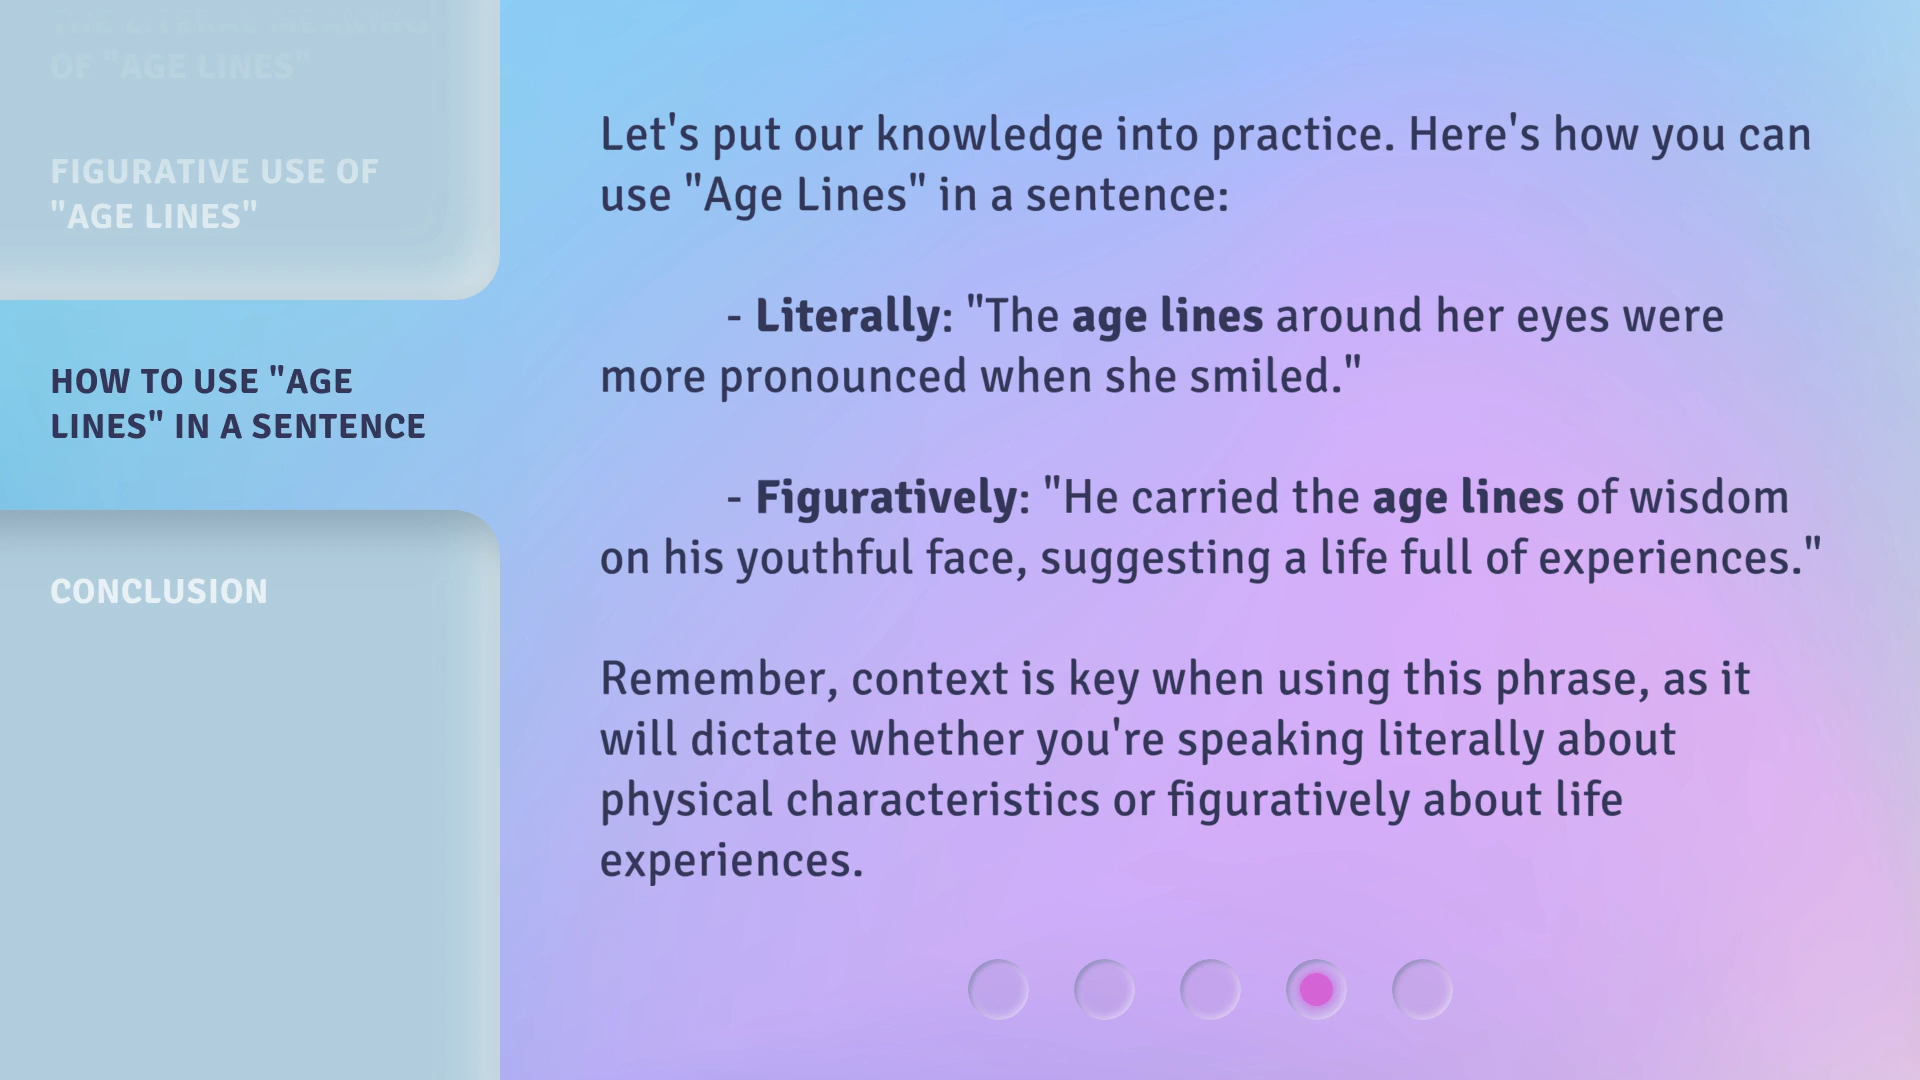 THE LITERAL MEANING
OF "AGE LINES"
FIGURATIVE USE OF
"AGE LINES"
HOW TO USE "AGE
LINES" IN A SENTENCE
CONCLUSION
Let's put our knowledge into practice. Here's how you can
use "Age Lines" in a sentence:
- Literally: "The age lines around her eyes were
more pronounced when she smiled."
- Figuratively: "He carried the age lines of wisdom
on his youthful face, suggesting a life full of experiences."
Remember, context is key when using this phrase, as it
will dictate whether you're speaking literally about
physical characteristics or figuratively about life
experiences.